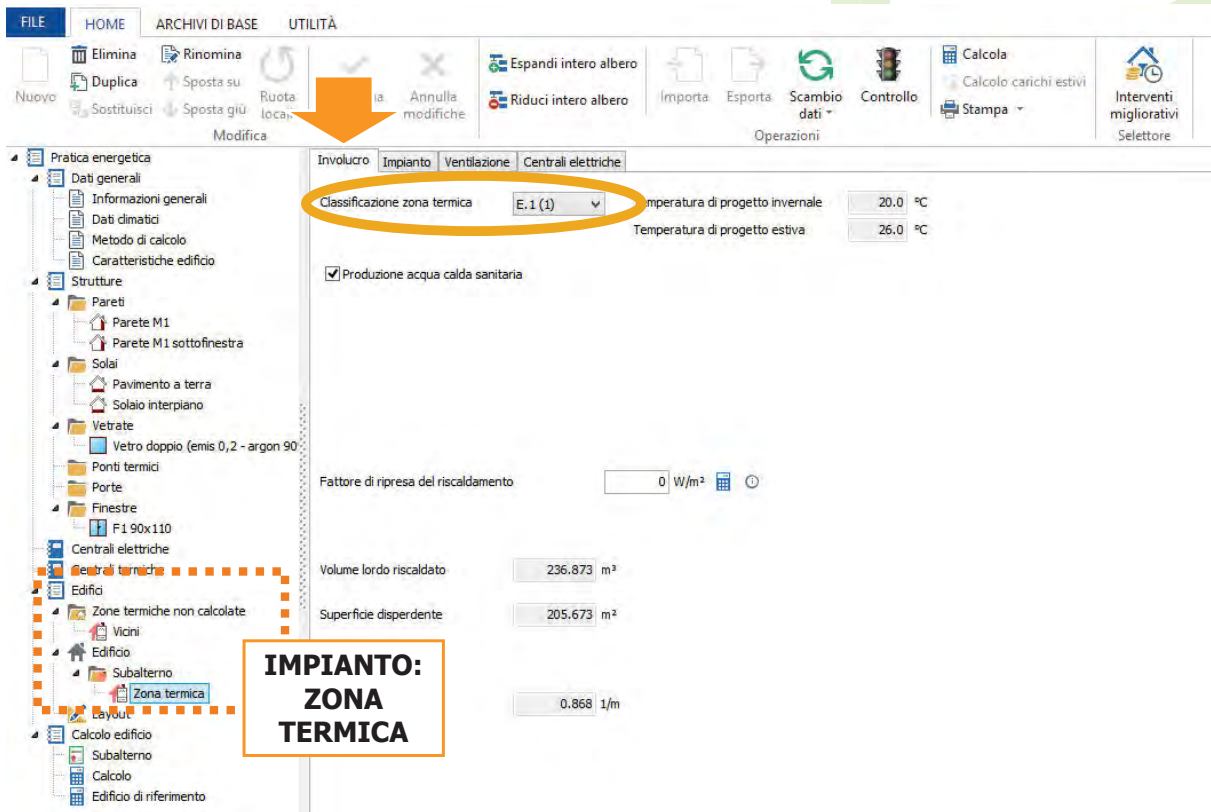 FILE HOME ARCHIVI DI BASE UTILITÀ
Nuovo
Elimina Rinomina
Duplica Sposta su
Sostituisci Sposta giù
Ruota
Modifica
Annulla
modifiche
Espandi intero albero
Riduci intero albero
Importa Esporta Scambio dati Controllo
Operazioni
Calcola
Calcolo carichi estivi
Stampa
Interventi migliorativi
Selettore
Pratica energetica
Dati generali
Informazioni generali
Dati climatici
Metodo di calcolo
Caratteristiche edificio
Strutture
Pareti
Parete M1
Parete M1 sottofinestra
Solai
Pavimento a terra
Solaio interpiano
Vetrate
Vetro doppio (emis 0,2 - argon 90
Ponti termici
Porte
Finestre
F1 90x110
Centrali elettriche
Centrali termiche
Edifici
Zone termiche non calcolate
Vicini
Edificio
Subalterno
Zona termica
Layout
Calcolo edificio
Subalterno
Calcolo
Edificio di riferimento
Involucro Impianto Ventilazione Centrali elettriche
Classificazione zona termica E.1 (1)
mperatura di progetto invernale 20.0 °C
Temperatura di progetto estiva 26.0 °C
Produzione acqua calda sanitaria
Fattore di ripresa del riscaldamento 0 W/m²
Volume lordo riscaldato 236.873 m³
Superficie disperdente 205.673 m²
0.868 1/m
IMPIANTO:
ZONA
TERMICA